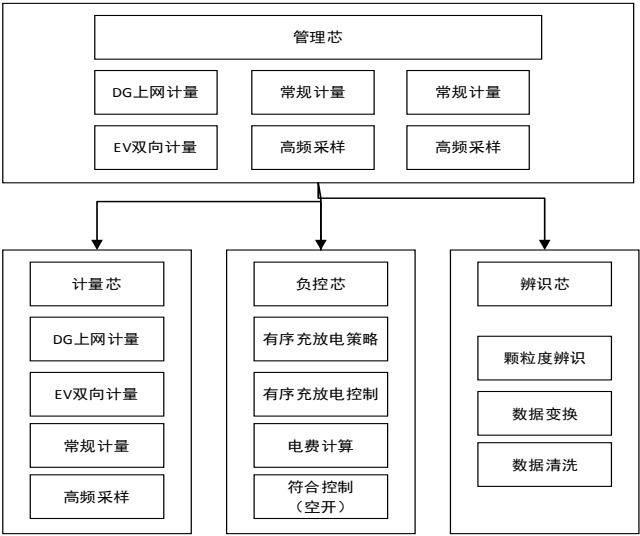 管理芯
DG上网计量
常规计量
常规计量
EV双向计量
高频采样
高频采样
计量芯
DG上网计量
EV双向计量
常规计量
高频采样
负控芯
有序充放电策略
有序充放电控制
电费计算
符合控制
（空开）
辨识芯
颗粒度辨识
数据变换
数据清洗